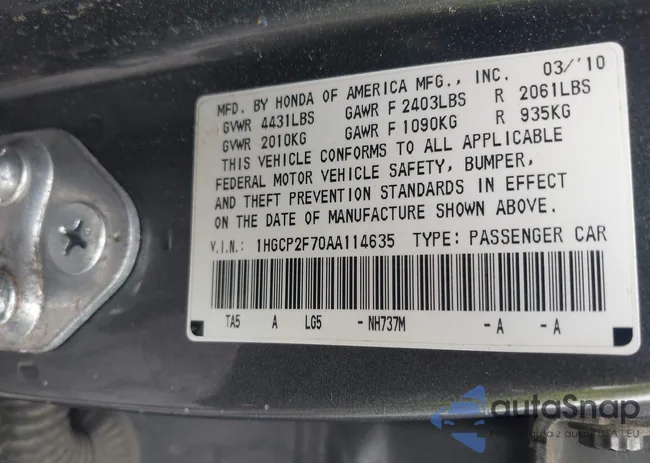 MFD. BY HONDA OF AMERICA MFG., INC. 03/'10
GVWR 4431LBS GAWR F 2403LBS R 2061LBS
GVWR 2010KG GAWR F 1090KG R 935KG
THIS VEHICLE CONFORMS TO ALL APPLICABLE
FEDERAL MOTOR VEHICLE SAFETY, BUMPER,
AND THEFT PREVENTION STANDARDS IN EFFECT
ON THE DATE OF MANUFACTURE SHOWN ABOVE.
V.I.N.: 1HGCP2F70AA114635 TYPE: PASSENGER CAR
TA5 A LG5 -NH737M -A -A
autoSnap
z USA I EU